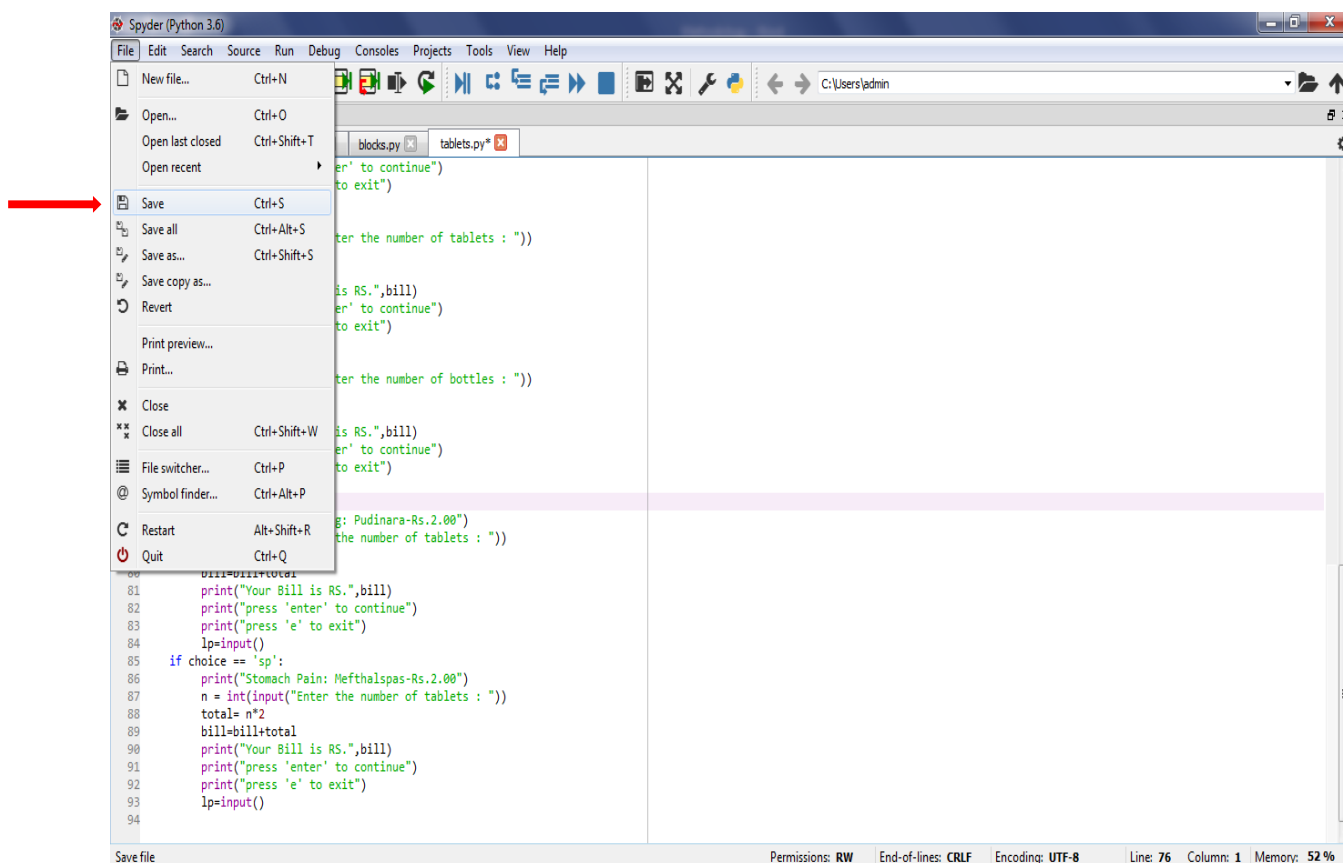 Spyder (Python 3.6)
File Edit Search Source Run Debug Consoles Projects Tools View Help
C:\Users\admin
New file... Ctrl+N
Open... Ctrl+O
Open last closed Ctrl+Shift+T
Open recent
Save Ctrl+S
Save all Ctrl+Alt+S
Save as... Ctrl+Shift+S
Save copy as...
Revert
Print preview...
Print...
Close
Close all Ctrl+Shift+W
File switcher... Ctrl+P
Symbol finder... Ctrl+Alt+P
Restart Alt+Shift+R
Quit Ctrl+Q
blocks.py tablets.py*
er' to continue")
to exit")
ter the number of tablets : "))
is RS.",bill)
er' to continue")
to exit")
ter the number of bottles : "))
is RS.",bill)
er' to continue")
to exit")
g: Pudinara-Rs.2.00")
the number of tablets : "))
80 bill=bill+total
81 print("Your Bill is RS.",bill)
82 print("press 'enter' to continue")
83 print("press 'e' to exit")
84 lp=input()
85 if choice == 'sp':
86 print("Stomach Pain: Mefthalspas-Rs.2.00")
87 n = int(input("Enter the number of tablets : "))
88 total= n*2
89 bill=bill+total
90 print("Your Bill is RS.",bill)
91 print("press 'enter' to continue")
92 print("press 'e' to exit")
93 lp=input()
94
Save file Permissions: RW End-of-lines: CRLF Encoding: UTF-8 Line: 76 Column: 1 Memory: 52 %